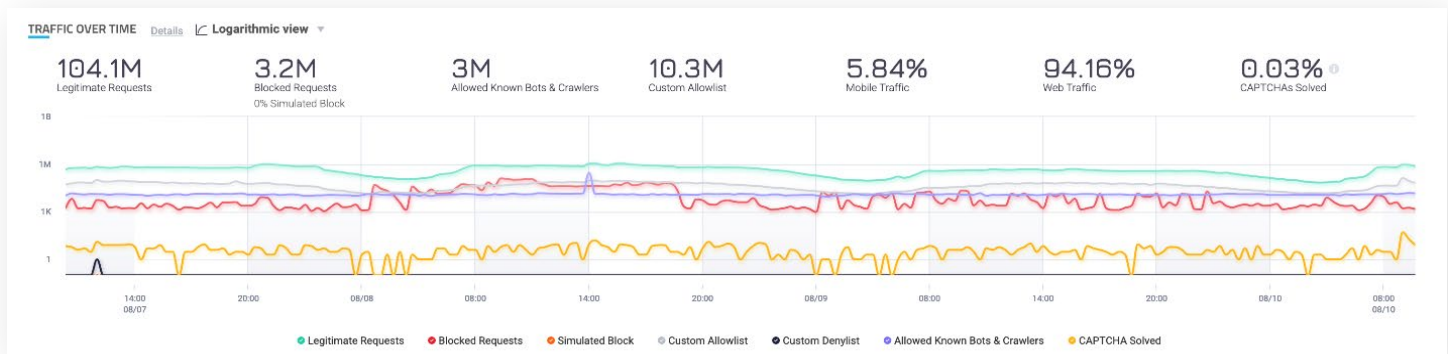 TRAFFIC OVER TIME Details Logarithmic view
104.1M 3.2M 3M 10.3M 5.84% 94.16% 0.03%
Legitimate Requests Blocked Requests Allowed Known Bots & Crawlers Custom Allowlist Mobile Traffic Web Traffic CAPTCHAs Solved
0% Simulated Block
1B
1M
1K
1
14:00 20:00 08/08 08:00 14:00 20:00 08/09 08:00 14:00 20:00 08/10 08:00
08/07 08/10
Legitimate Requests Blocked Requests Simulated Block Custom Allowlist Custom Denylist Allowed Known Bots & Crawlers CAPTCHA Solved